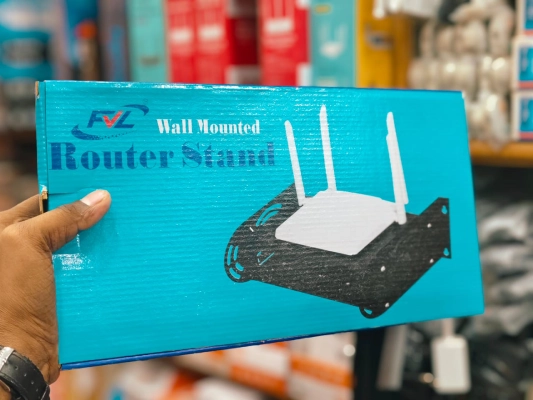 FVL
Wall Mounted
Router Stand